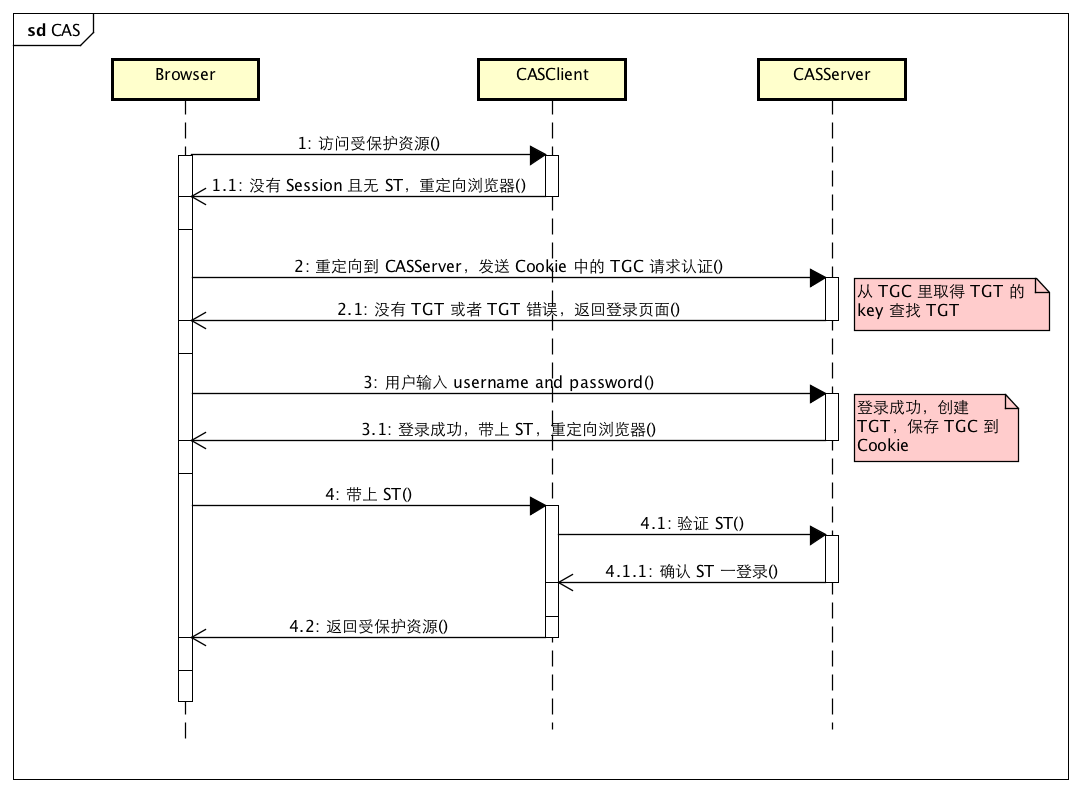 sd CAS
Browser
CASClient
CASServer
1: 访问受保护资源()
1.1: 没有 Session 且无 ST，重定向浏览器()
2: 重定向到 CASServer，发送 Cookie 中的 TGC 请求认证()
从 TGC 里取得 TGT 的
key 查找 TGT
2.1: 没有 TGT 或者 TGT 错误，返回登录页面()
3: 用户输入 username and password()
登录成功，创建
TGT，保存 TGC 到
Cookie
3.1: 登录成功，带上 ST，重定向浏览器()
4: 带上 ST()
4.1: 验证 ST()
4.1.1: 确认 ST 一登录()
4.2: 返回受保护资源()